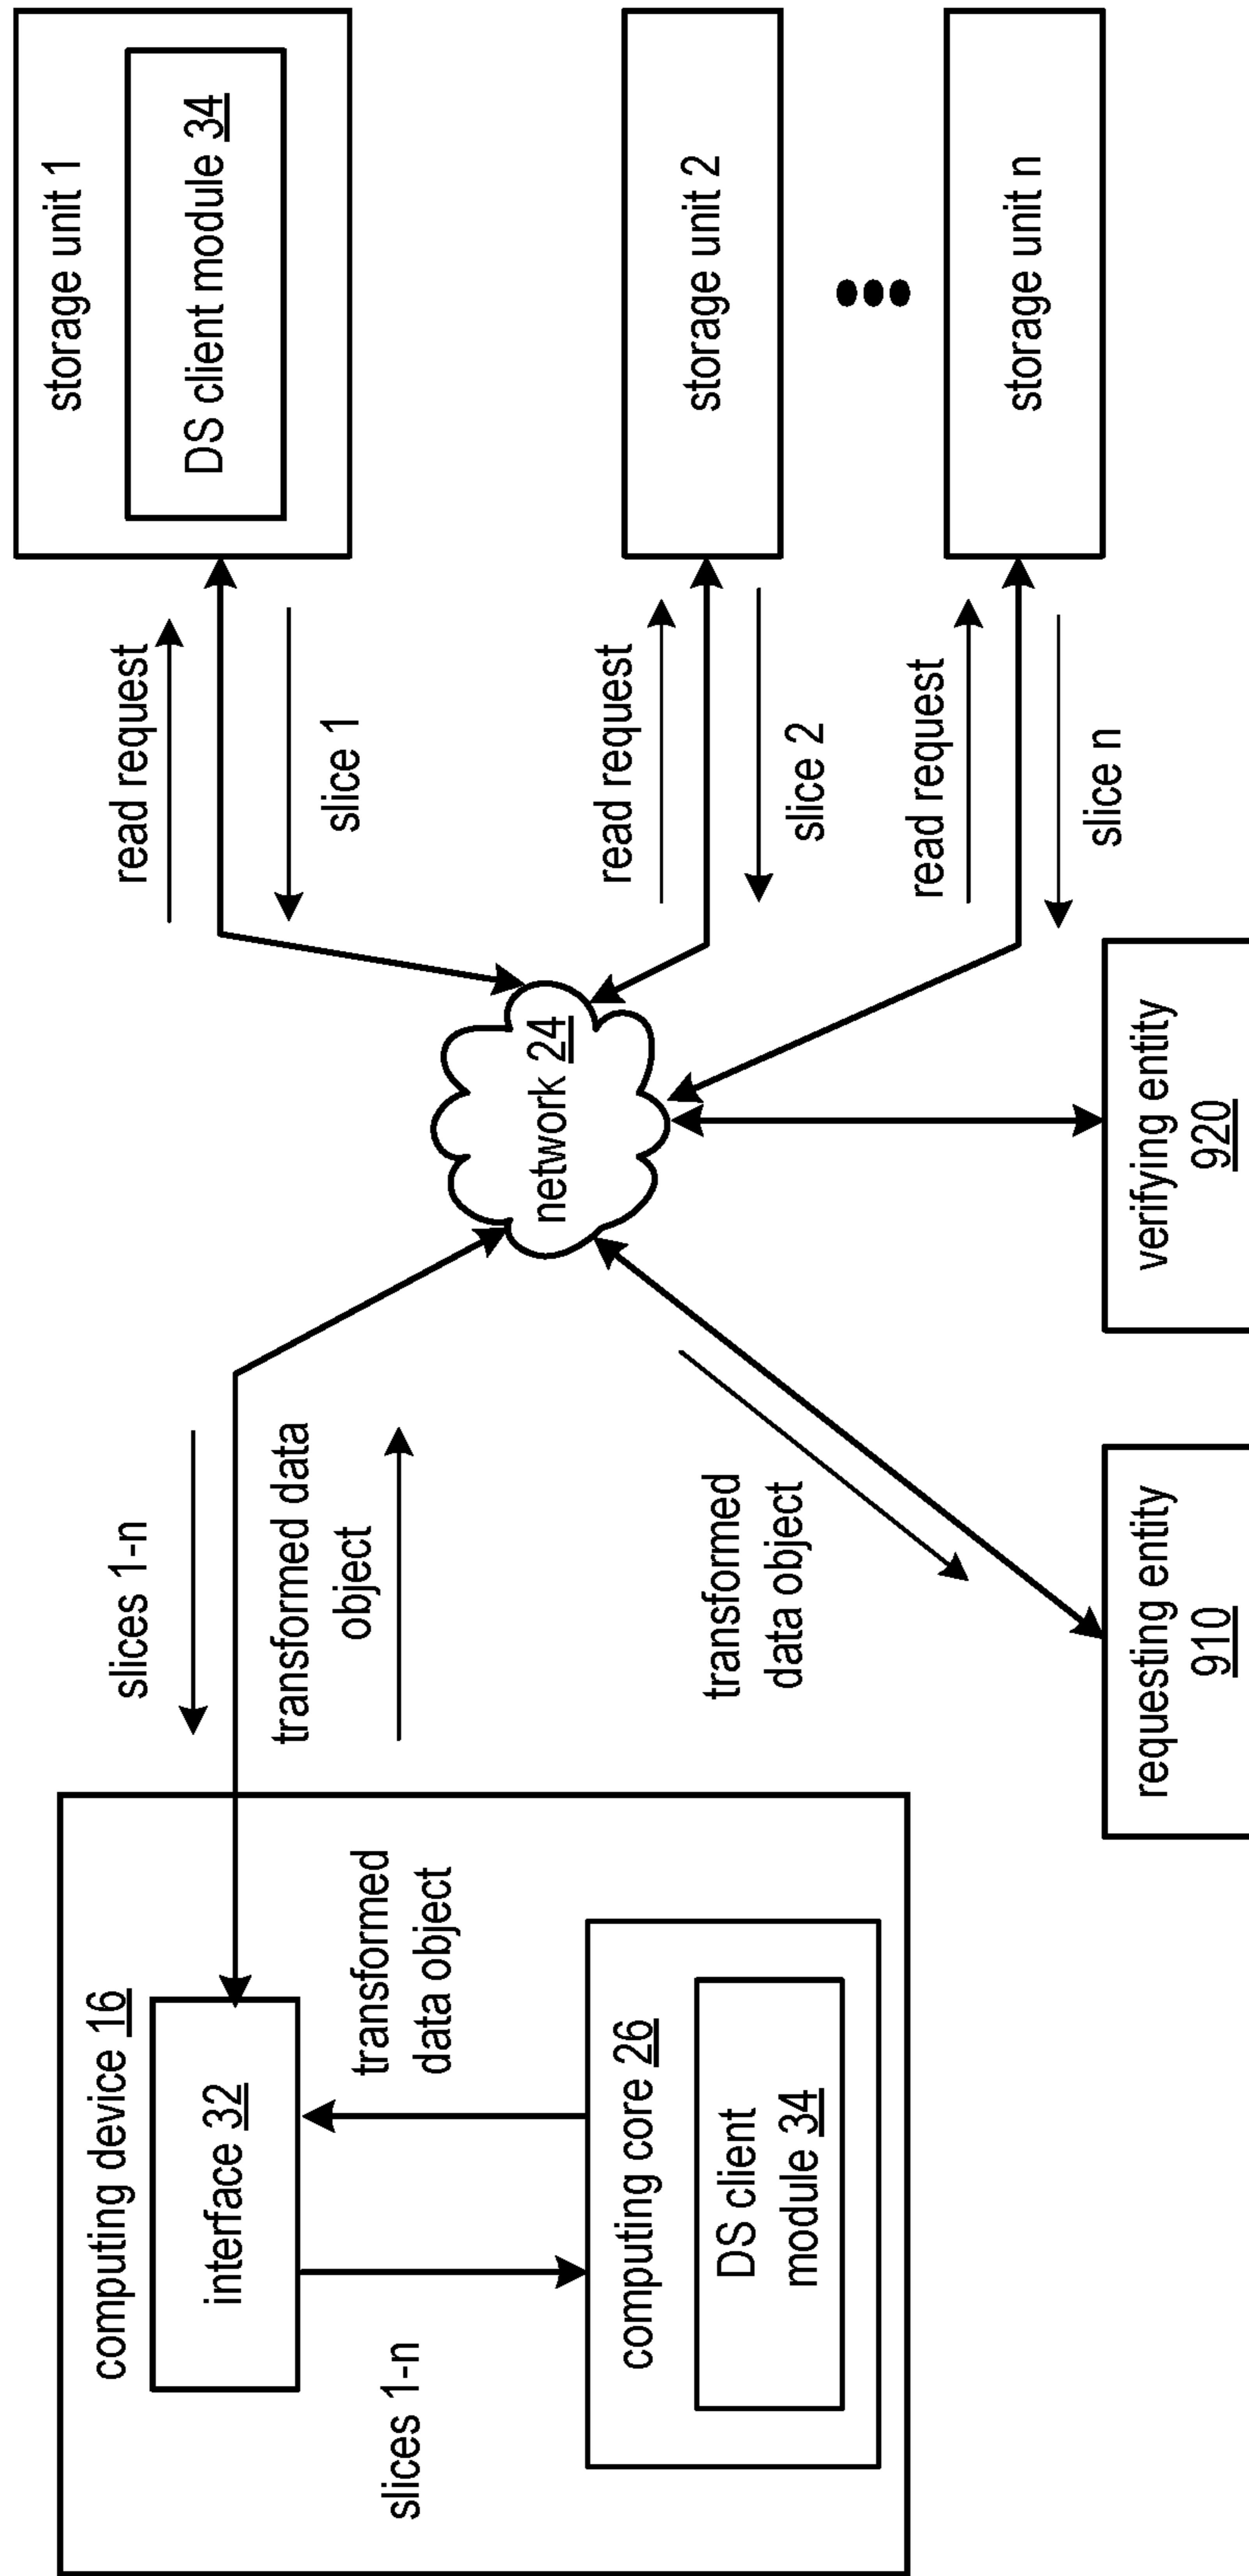 computing device 16
interface 32
transformed
data object
slices 1-n
computing core 26
DS client
module 34
slices 1-n
transformed data
object
transformed
data object
requesting entity
910
verifying entity
920
network 24
read request
slice 1
read request
slice 2
read request
slice n
storage unit 1
DS client module 34
storage unit 2
storage unit n